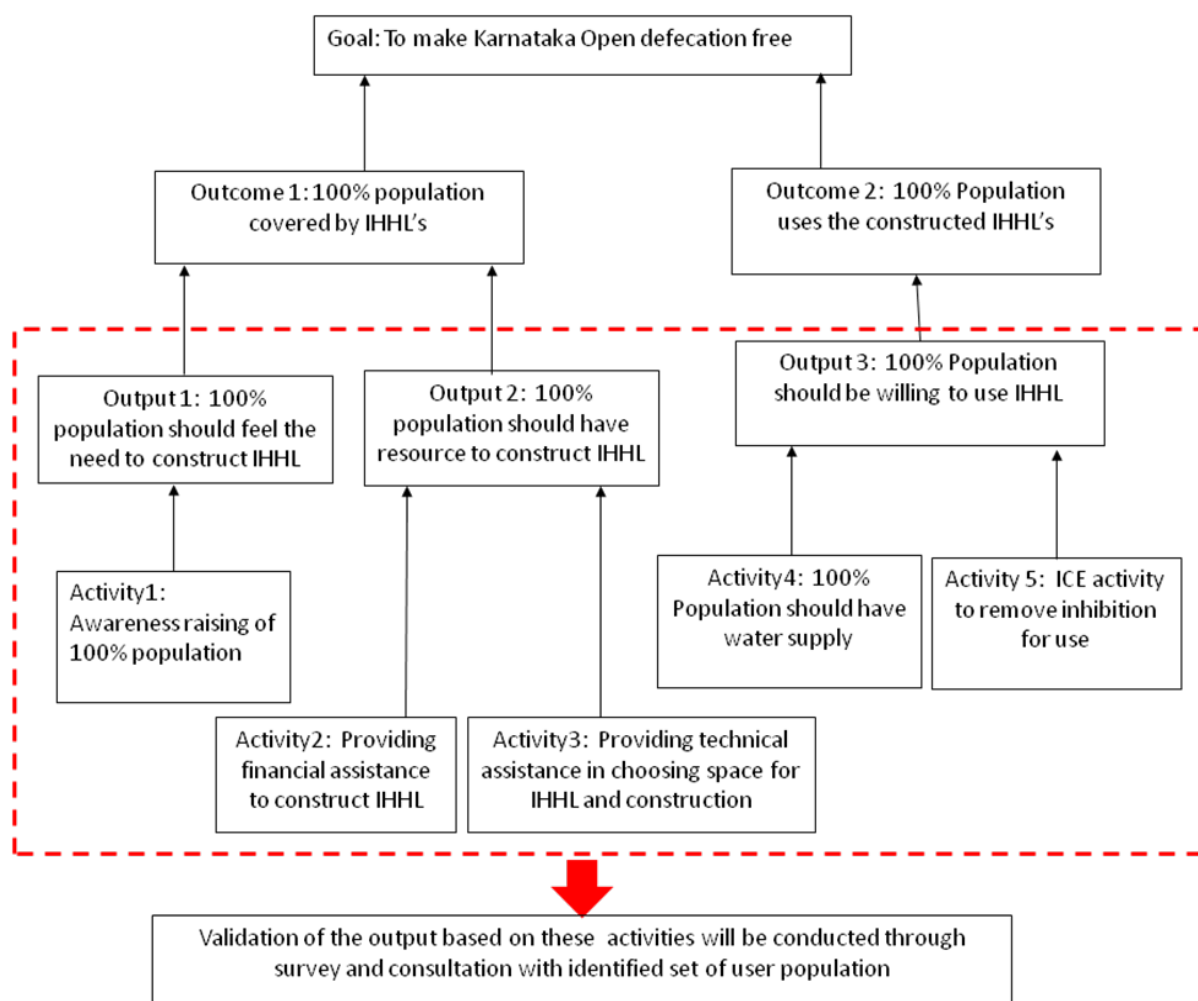 Goal: To make Karnataka Open defecation free
Outcome 1: 100% population
covered by IHHL's
Outcome 2: 100% Population
uses the constructed IHHL's
Output 1: 100%
population should feel the
need to construct IHHL
Output 2: 100%
population should have
resource to construct IHHL
Output 3: 100% Population
should be willing to use IHHL
Activity1:
Awareness raising of
100% population
Activity4: 100%
Population should have
water supply
Activity 5: ICE activity
to remove inhibition
for use
Activity2: Providing
financial assistance
to construct IHHL
Activity3: Providing technical
assistance in choosing space for
IHHL and construction
Validation of the output based on these activities will be conducted through
survey and consultation with identified set of user population